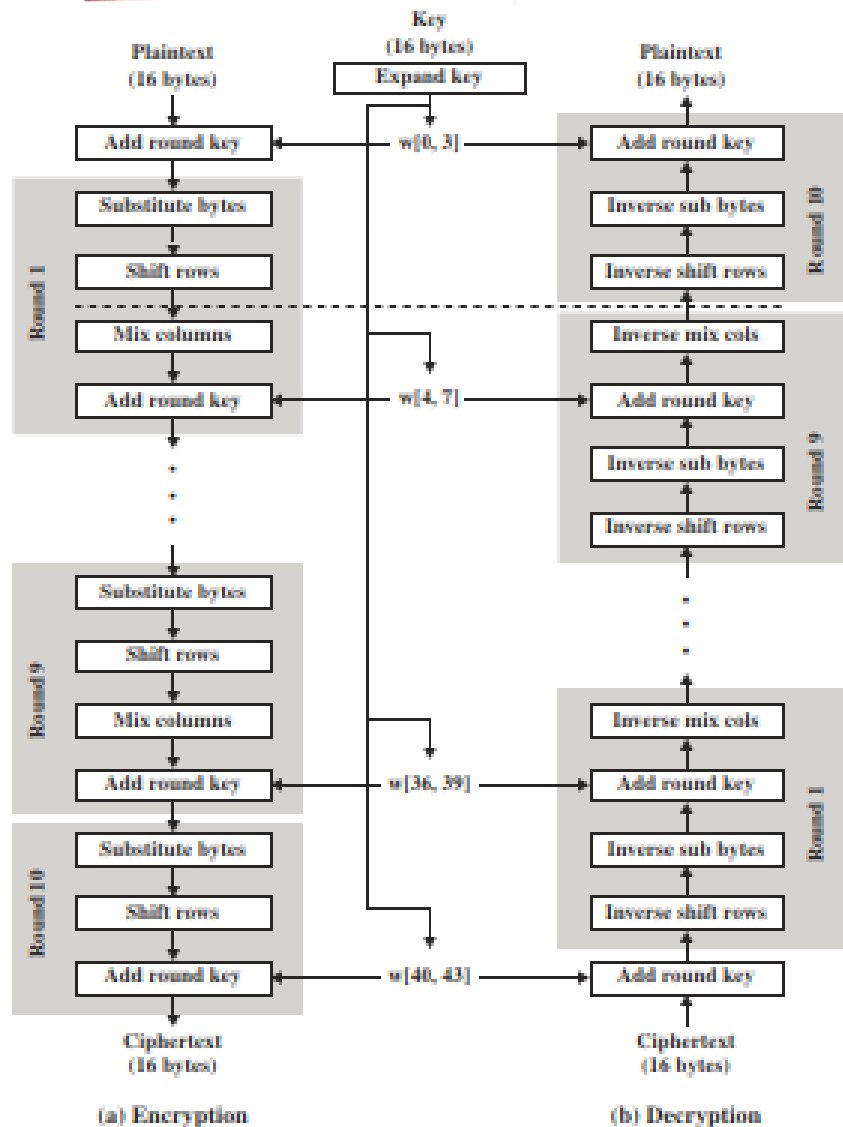 Key
(16 bytes)
Expand key
Plaintext
(16 bytes)
Add round key
Substitute bytes
Shift rows
Mix columns
Add round key
Round 1
Substitute bytes
Shift rows
Mix columns
Add round key
Round 9
Substitute bytes
Shift rows
Add round key
Round 10
Ciphertext
(16 bytes)
(a) Encryption
w[0, 3]
w[4, 7]
w[36, 39]
w[40, 43]
Plaintext
(16 bytes)
Add round key
Inverse sub bytes
Inverse shift rows
Round 10
Inverse mix cols
Add round key
Inverse sub bytes
Inverse shift rows
Round 9
Inverse mix cols
Add round key
Inverse sub bytes
Inverse shift rows
Round 1
Add round key
Ciphertext
(16 bytes)
(b) Decryption